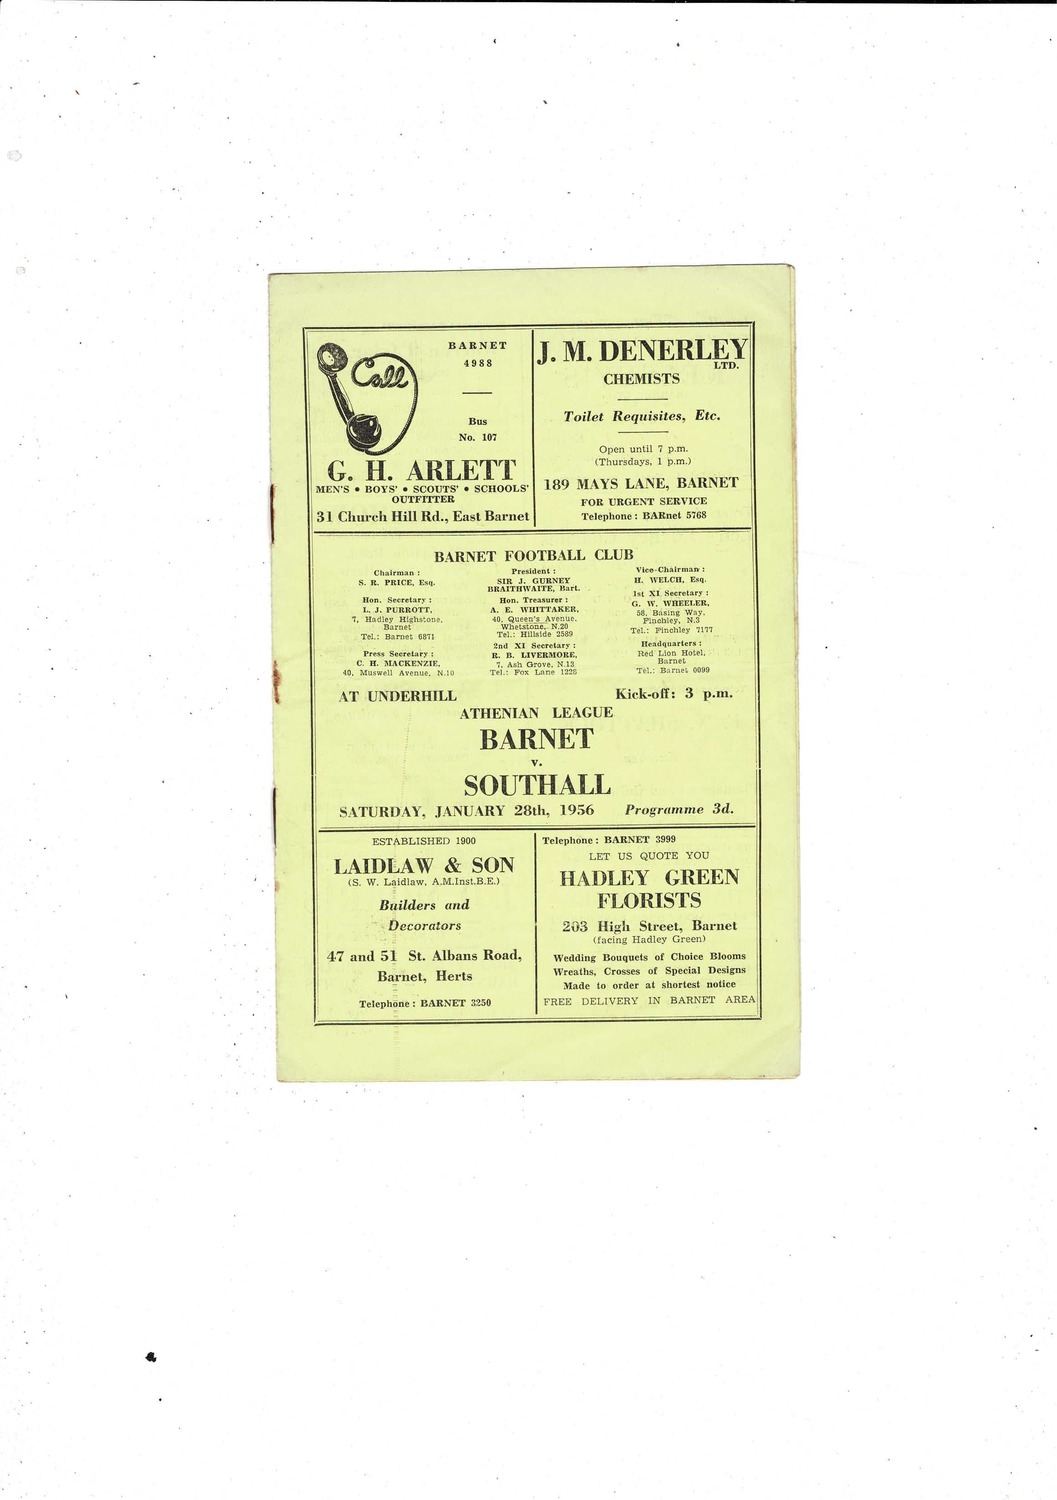 Call
BARNET
4988
Bus
No. 107
G. H. ARLETT
MEN'S • BOYS' • SCOUTS' • SCHOOLS'
OUTFITTER
31 Church Hill Rd., East Barnet
J. M. DENERLEY
LTD.
CHEMISTS
Toilet Requisites, Etc.
Open until 7 p.m.
(Thursdays, 1 p.m.)
189 MAYS LANE, BARNET
FOR URGENT SERVICE
Telephone : BARnet 5768
BARNET FOOTBALL CLUB
Chairman :
S. R. PRICE, Esq.
Hon. Secretary :
L. J. PURROTT,
7, Hadley Highstone,
Barnet
Tel.: Barnet 6871
Press Secretary :
C. H. MACKENZIE,
40, Muswell Avenue, N.10
President :
SIR J. GURNEY
BRAITHWAITE, Bart.
Hon. Treasurer :
A. E. WHITTAKER,
40, Queen's Avenue,
Whetstone, N.20
Tel.: Hillside 2589
2nd XI Secretary :
R. B. LIVERMORE,
7, Ash Grove, N.13
Tel.: Fox Lane 1228
Vice-Chairman :
H. WELCH, Esq.
1st XI Secretary :
G. W. WHEELER,
58, Basing Way,
Finchley, N.3
Tel.: Finchley 7177
Headquarters :
Red Lion Hotel,
Barnet
Tel.: Barnet 0099
AT UNDERHILL Kick-off: 3 p.m.
ATHENIAN LEAGUE
BARNET
v.
SOUTHALL
SATURDAY, JANUARY 28th, 1956 Programme 3d.
ESTABLISHED 1900
LAIDLAW & SON
(S. W. Laidlaw, A.M.Inst.B.E.)
Builders and
Decorators
47 and 51 St. Albans Road,
Barnet, Herts
Telephone : BARNET 3250
Telephone : BARNET 3999
LET US QUOTE YOU
HADLEY GREEN
FLORISTS
203 High Street, Barnet
(facing Hadley Green)
Wedding Bouquets of Choice Blooms
Wreaths, Crosses of Special Designs
Made to order at shortest notice
FREE DELIVERY IN BARNET AREA